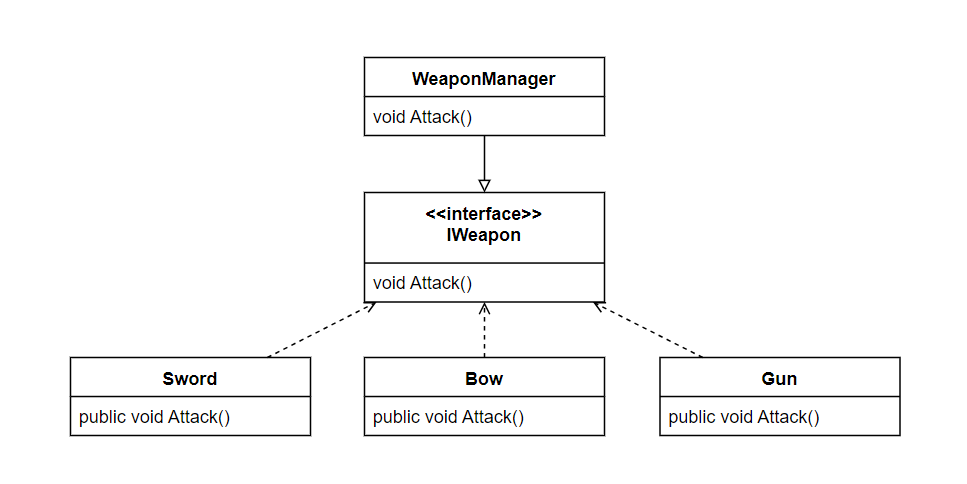 WeaponManager
void Attack()
<<interface>>
IWeapon
void Attack()
Sword
Bow
Gun
public void Attack()
public void Attack()
public void Attack()